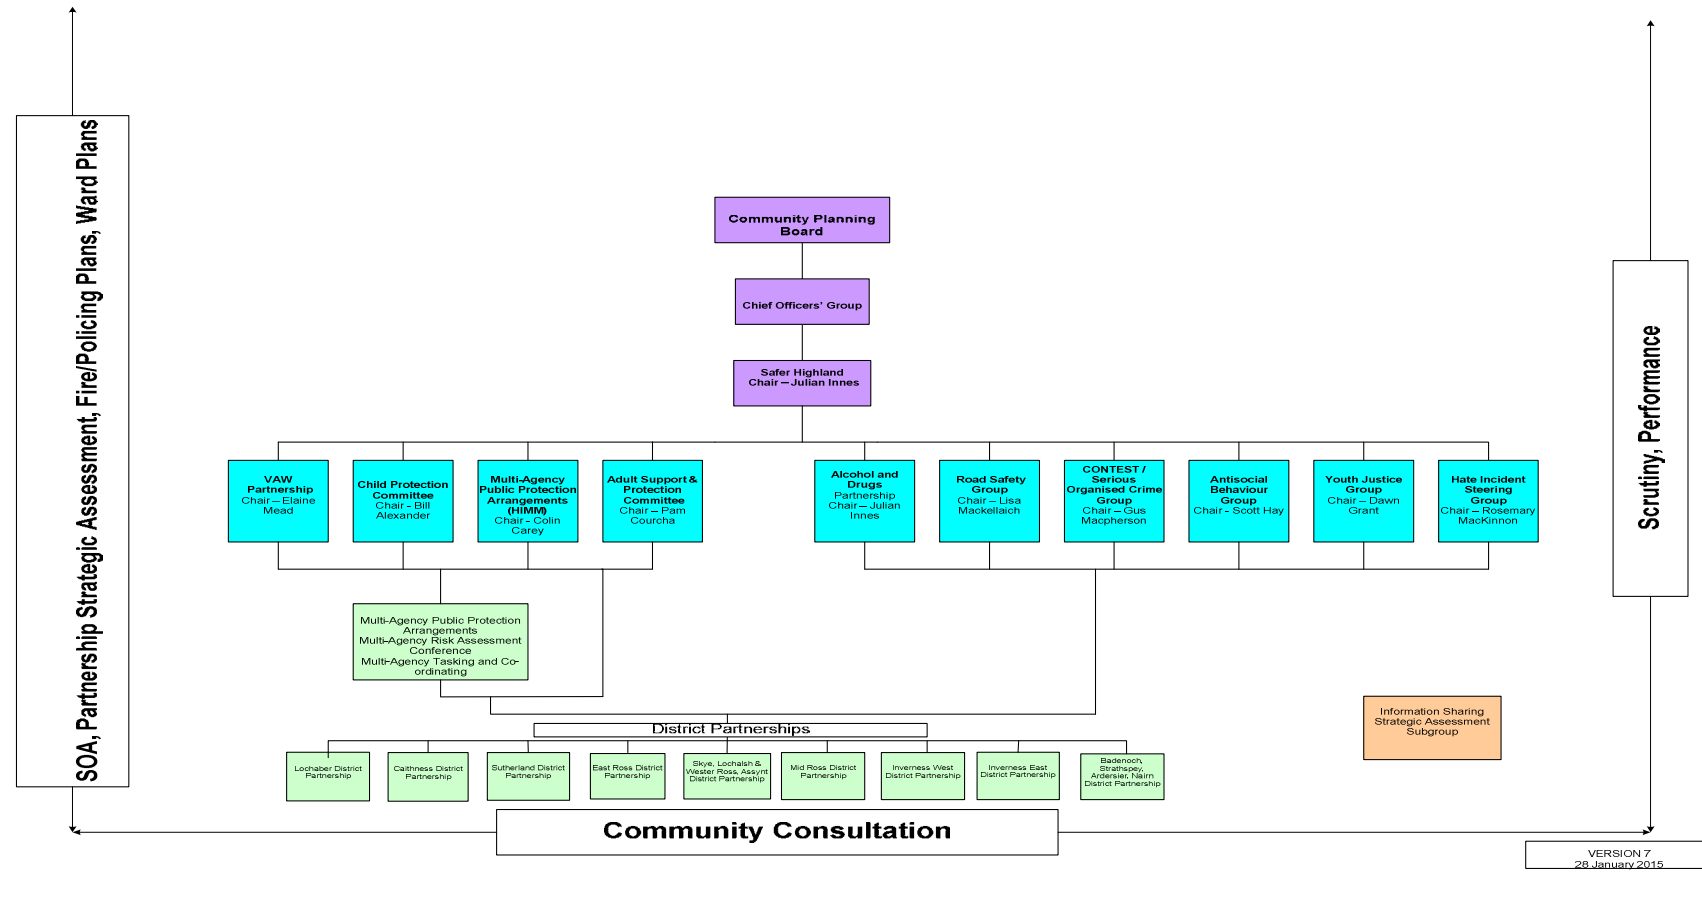 SOA, Partnership Strategic Assessment, Fire/Policing Plans, Ward Plans
Community Planning
Board
Chief Officers' Group
Safer Highland
Chair – Julian Innes
VAW
Partnership
Chair – Elaine
Mead
Child Protection
Committee
Chair - Bill
Alexander
Multi-Agency
Public Protection
Arrangements
(HIMM)
Chair - Colin
Carey
Adult Support &
Protection
Committee
Chair – Pam
Courcha
Alcohol and
Drugs
Partnership
Chair – Julian
Innes
Road Safety
Group
Chair – Lisa
Mackellaich
CONTEST /
Serious
Organised Crime
Group
Chair – Gus
Macpherson
Antisocial
Behaviour
Group
Chair - Scott Hay
Youth Justice
Group
Chair – Dawn
Grant
Hate Incident
Steering
Group
Chair – Rosemary
MacKinnon
Scrutiny, Performance
Multi-Agency Public Protection
Arrangements
Multi-Agency Risk Assessment
Conference
Multi-Agency Tasking and Co-
ordinating
Information Sharing
Strategic Assessment
Subgroup
District Partnerships
Lochaber District
Partnership
Caithness District
Partnership
Sutherland District
Partnership
East Ross District
Partnership
Skye, Lochalsh &
Wester Ross, Assynt
District Partnership
Mid Ross District
Partnership
Inverness West
District Partnership
Inverness East
District Partnership
Badenoch,
Strathspey,
Ardersier, Nairn
District Partnership
Community Consultation
VERSION 7
28 January 2015